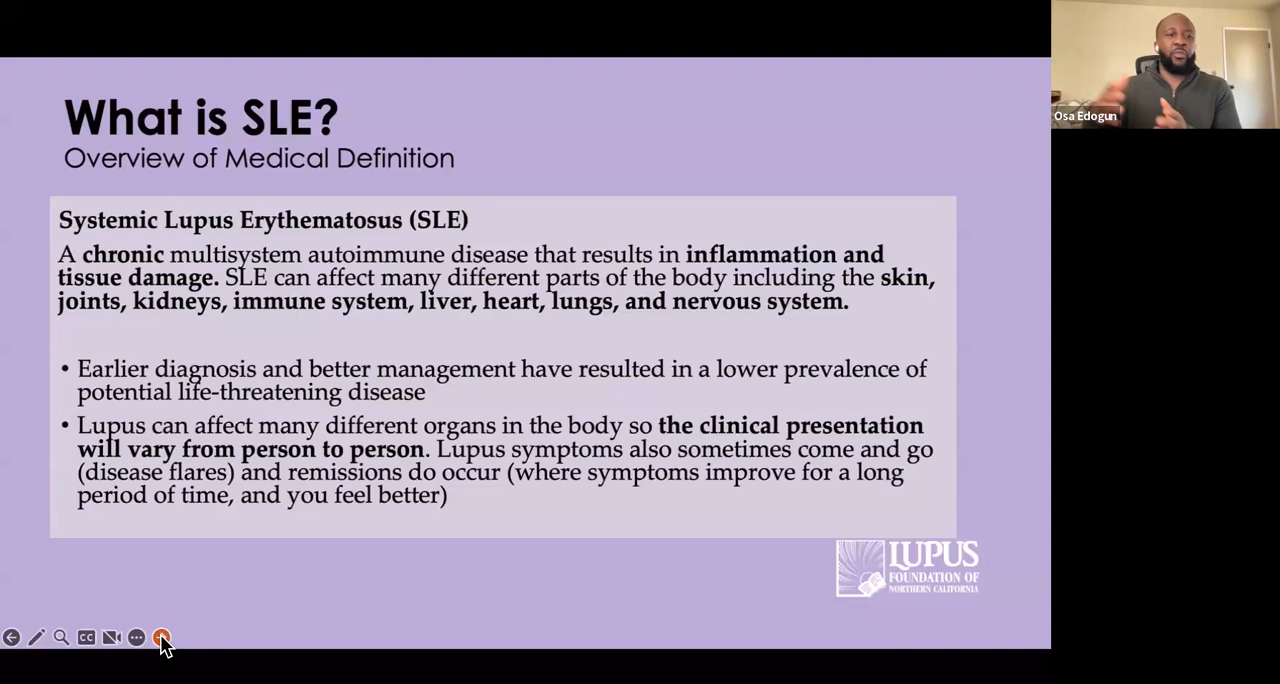 What is SLE?
Overview of Medical Definition
Systemic Lupus Erythematosus (SLE)
A chronic multisystem autoimmune disease that results in inflammation and
tissue damage. SLE can affect many different parts of the body including the skin,
joints, kidneys, immune system, liver, heart, lungs, and nervous system.
• Earlier diagnosis and better management have resulted in a lower prevalence of
potential life-threatening disease
• Lupus can affect many different organs in the body so the clinical presentation
will vary from person to person. Lupus symptoms also sometimes come and go
(disease flares) and remissions do occur (where symptoms improve for a long
period of time, and you feel better)
LUPUS
FOUNDATION OF
NORTHERN CALIFORNIA
CC
Osa Edogun